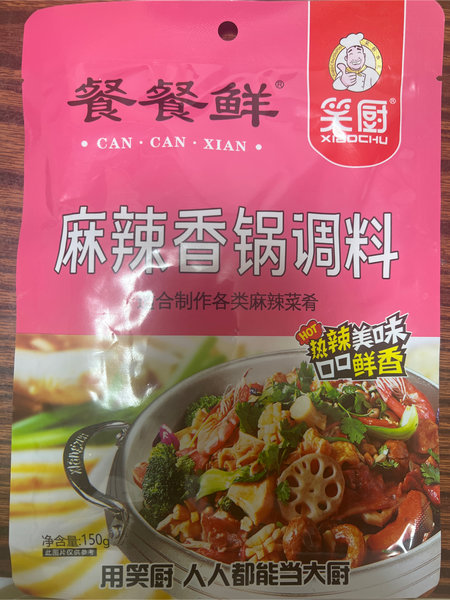 餐餐鲜®
• CAN · CAN · XIAN •
笑厨®
XIAOCHU
麻辣香锅调料
合制作各类麻辣菜肴
HOT
热辣美味
口口鲜香
净含量:150g
此图片仅供参考
用笑厨 人人都能当大厨